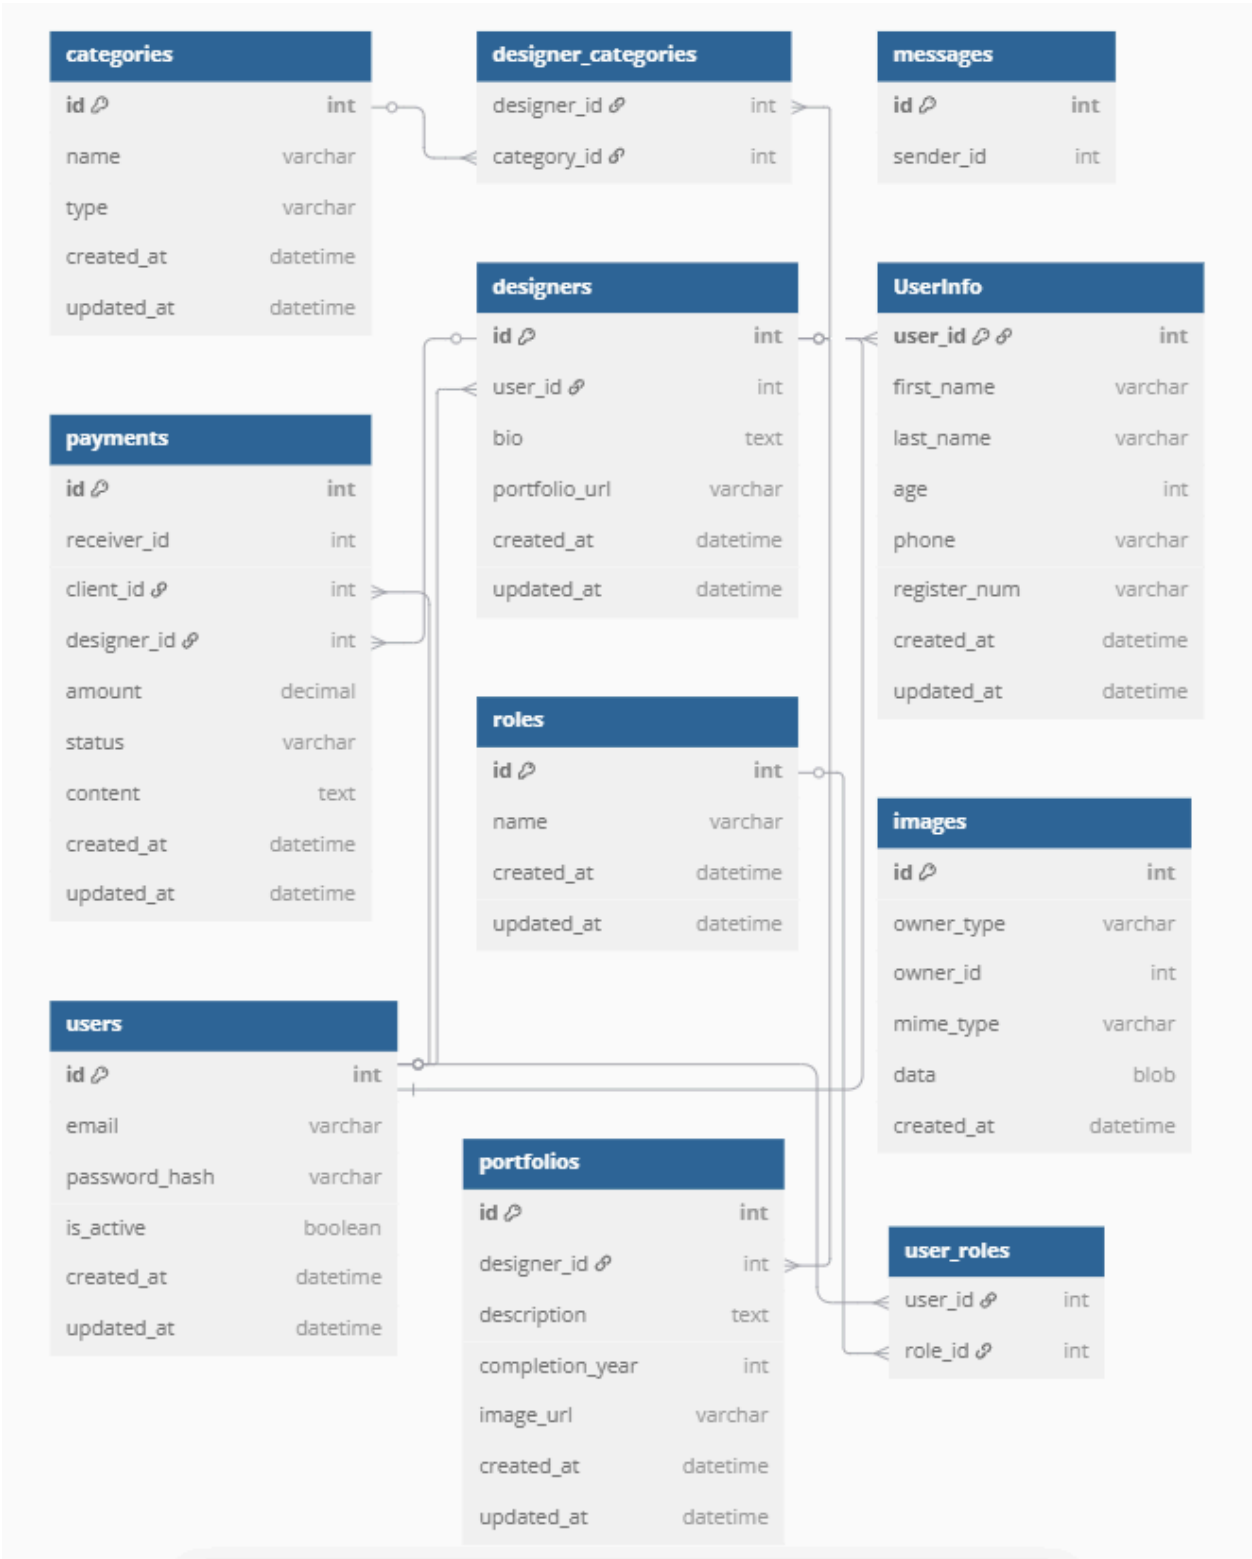 categories
id int
name varchar
type varchar
created_at datetime
updated_at datetime
designer_categories
designer_id int
category_id int
messages
id int
sender_id int
designers
id int
user_id int
bio text
portfolio_url varchar
created_at datetime
updated_at datetime
UserInfo
user_id int
first_name varchar
last_name varchar
age int
phone varchar
register_num varchar
created_at datetime
updated_at datetime
payments
id int
receiver_id int
client_id int
designer_id int
amount decimal
status varchar
content text
created_at datetime
updated_at datetime
roles
id int
name varchar
created_at datetime
updated_at datetime
images
id int
owner_type varchar
owner_id int
mime_type varchar
data blob
created_at datetime
users
id int
email varchar
password_hash varchar
is_active boolean
created_at datetime
updated_at datetime
portfolios
id int
designer_id int
description text
completion_year int
image_url varchar
created_at datetime
updated_at datetime
user_roles
user_id int
role_id int